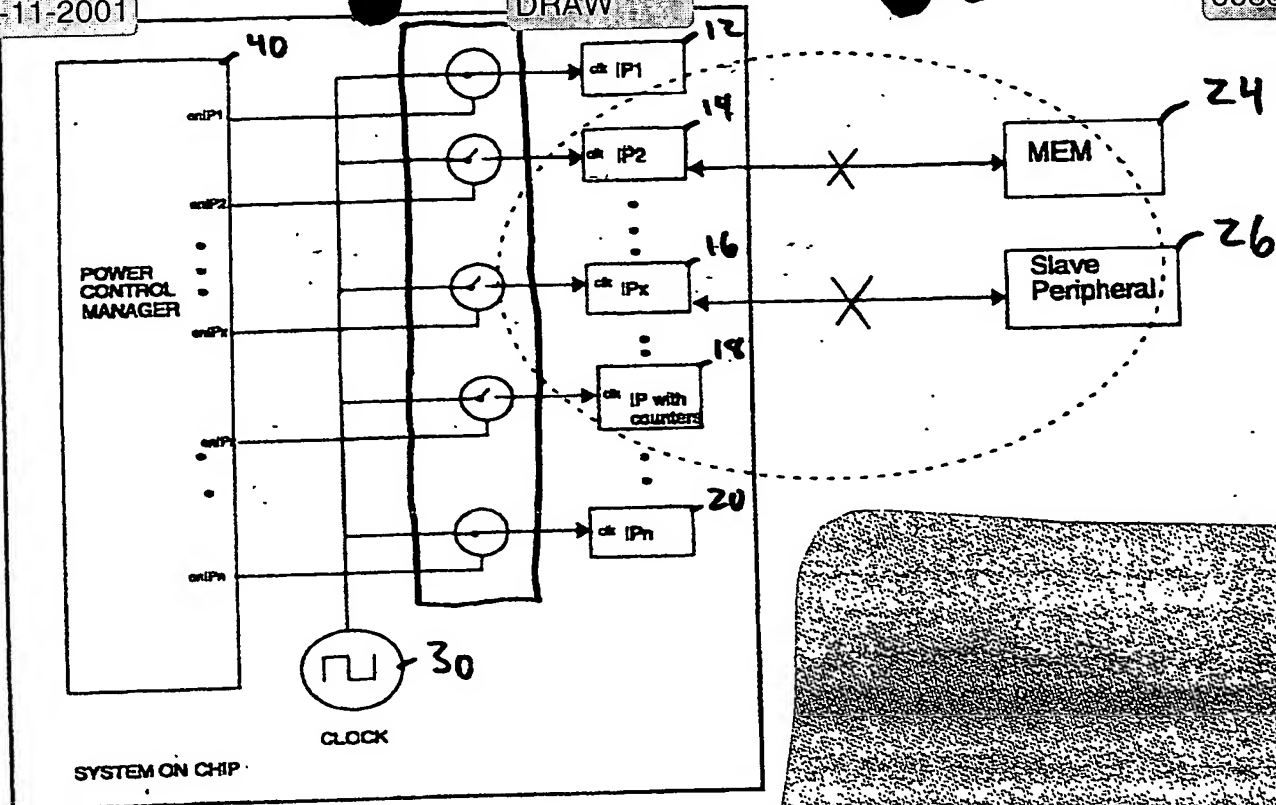 -11-2001
DRAW
40
12
clk IP1
enIP1
14
24
clk IP2
MEM
enIP2
16
26
POWER
CONTROL
MANAGER
clk IPx
Slave
Peripheral
enIPx
18
clk IP with
counters
20
clk IPn
enIPn
30
CLOCK
SYSTEM ON CHIP